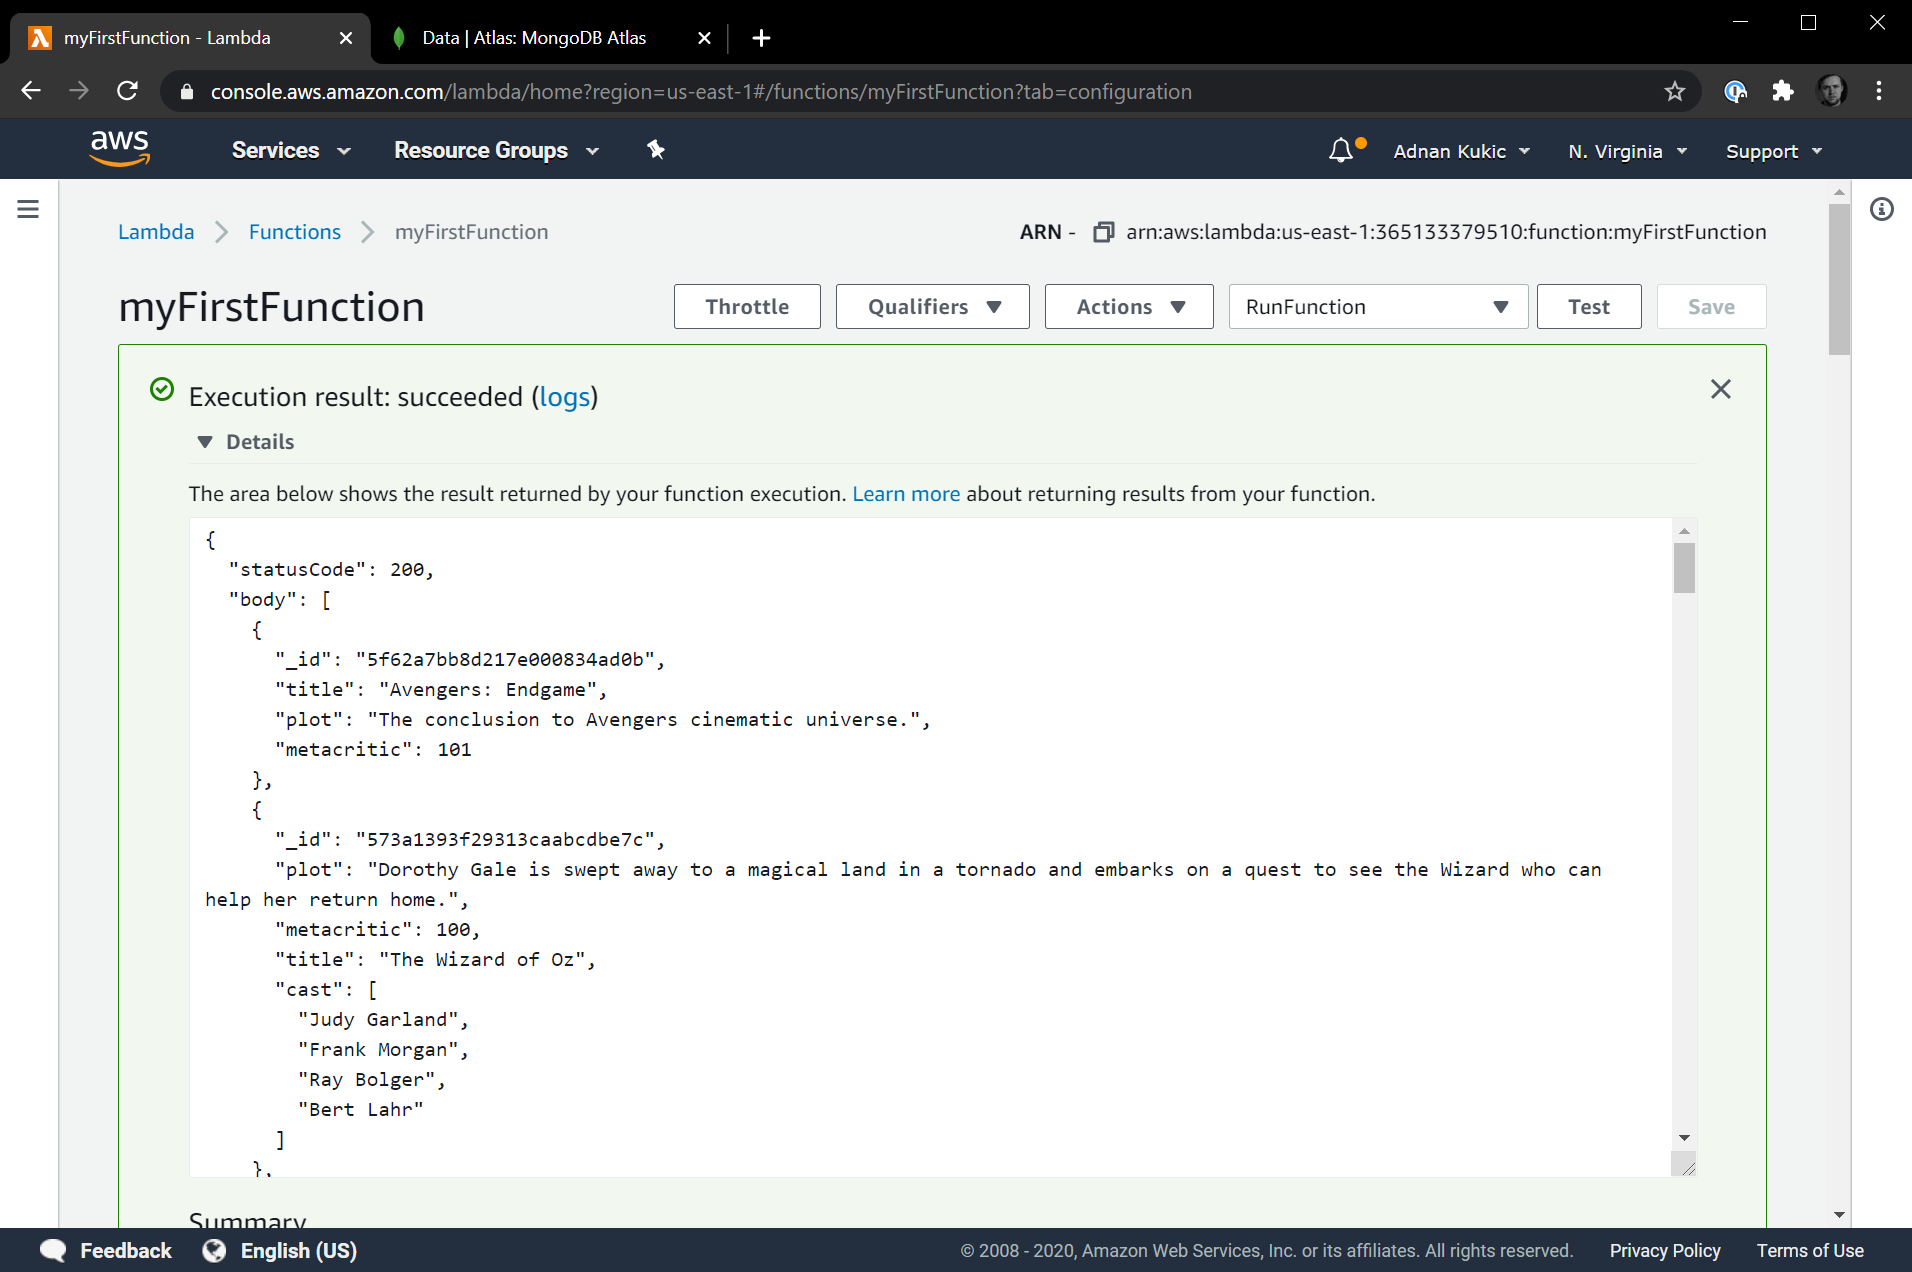 myFirstFunction - Lambda
Data | Atlas: MongoDB Atlas
console.aws.amazon.com/lambda/home?region=us-east-1#/functions/myFirstFunction?tab=configuration
aws
Services
Resource Groups
Adnan Kukic
N. Virginia
Support
Lambda
Functions
myFirstFunction
ARN - arn:aws:lambda:us-east-1:365133379510:function:myFirstFunction
myFirstFunction
Throttle
Qualifiers
Actions
RunFunction
Test
Save
Execution result: succeeded (logs)
Details
The area below shows the result returned by your function execution. Learn more about returning results from your function.
{
"statusCode": 200,
"body": [
{
"_id": "5f62a7bb8d217e000834ad0b",
"title": "Avengers: Endgame",
"plot": "The conclusion to Avengers cinematic universe.",
"metacritic": 101
},
{
"_id": "573a1393f29313caabcdbe7c",
"plot": "Dorothy Gale is swept away to a magical land in a tornado and embarks on a quest to see the Wizard who can
help her return home.",
"metacritic": 100,
"title": "The Wizard of Oz",
"cast": [
"Judy Garland",
"Frank Morgan",
"Ray Bolger",
"Bert Lahr"
]
},
Summary
Feedback
English (US)
© 2008 - 2020, Amazon Web Services, Inc. or its affiliates. All rights reserved.
Privacy Policy
Terms of Use